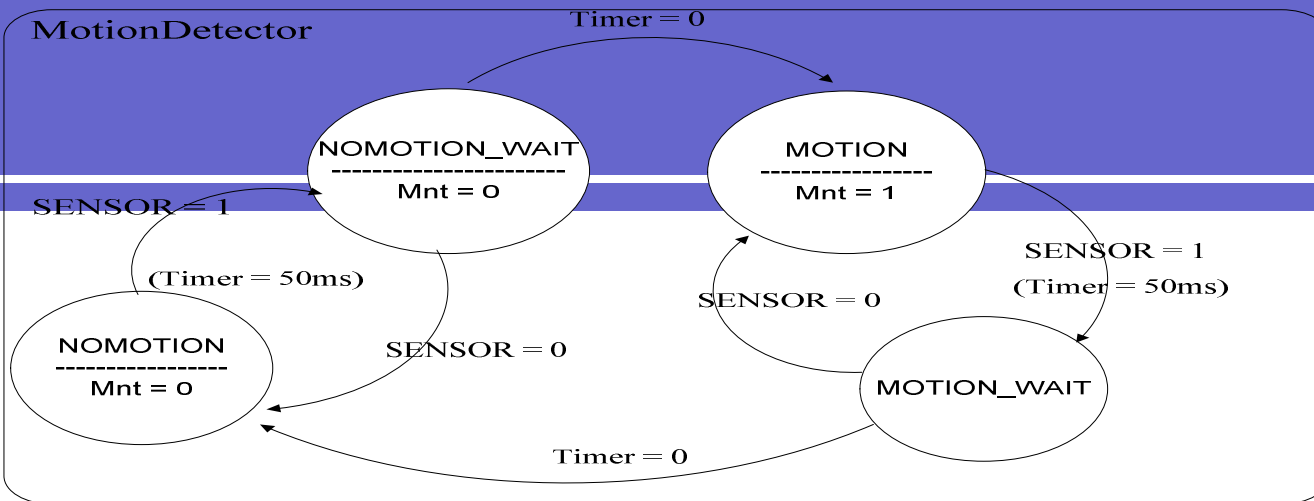 Timer = 0
MotionDetector
NOMOTION_WAIT
-----------------------
Mnt = 0
MOTION
-----------------
Mnt = 1
SENSOR = 1
(Timer = 50ms)
SENSOR = 1
(Timer = 50ms)
SENSOR = 0
NOMOTION
-----------------
Mnt = 0
SENSOR = 0
MOTION_WAIT
Timer = 0